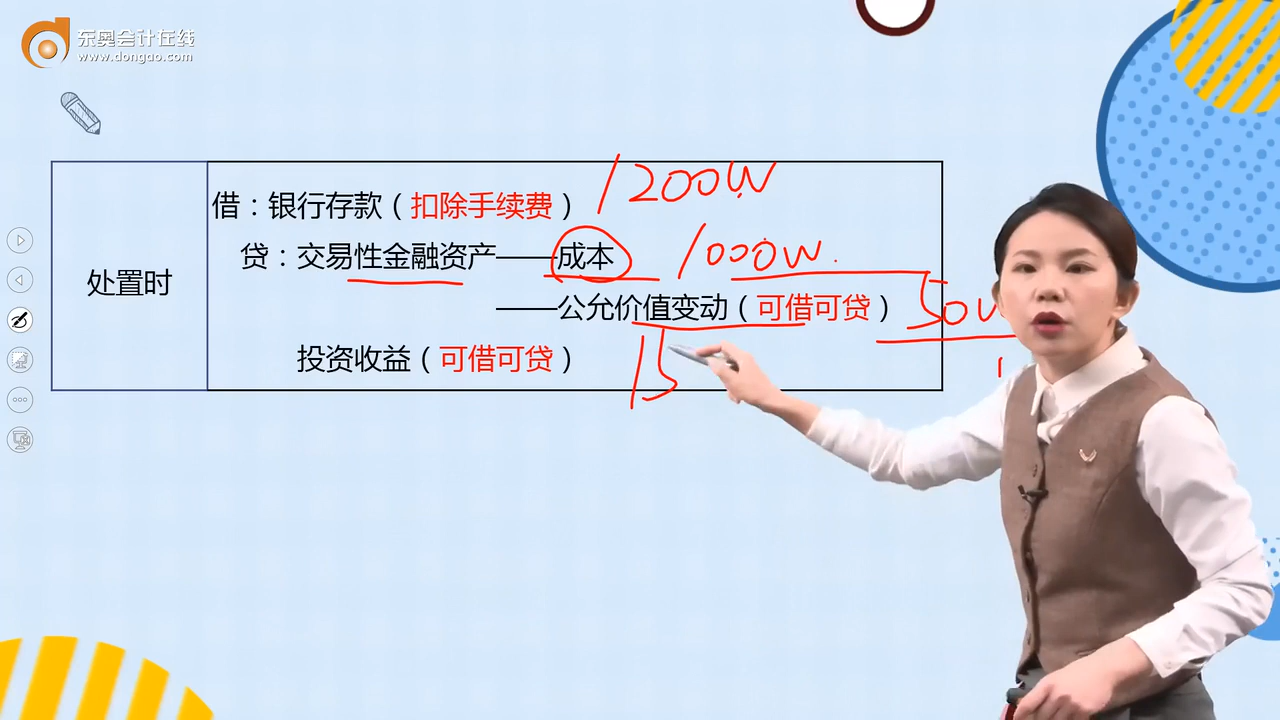 东奥会计在线
www.dongao.com
处置时
借：银行存款（扣除手续费） 1200W
贷：交易性金融资产——成本 1000W.
——公允价值变动（可借可贷） 50W
投资收益（可借可贷） 15